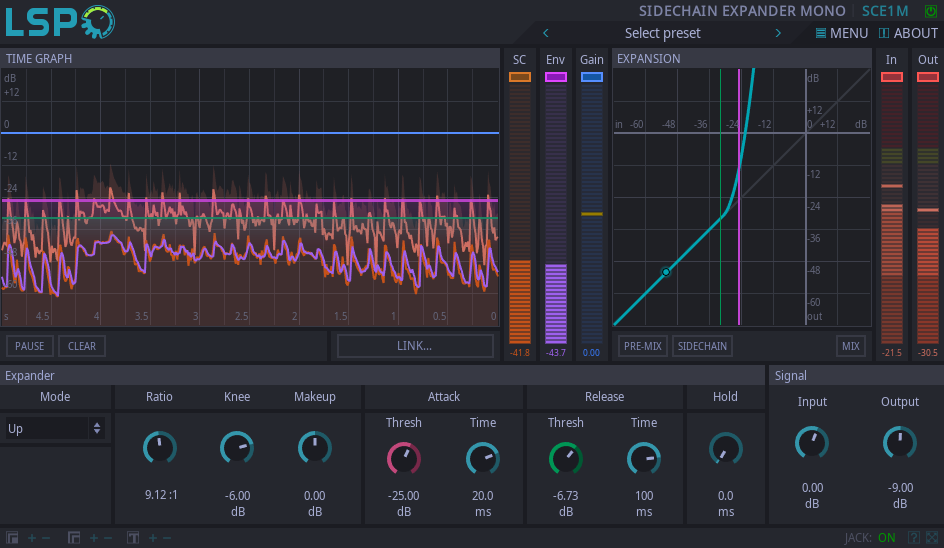 LSP
SIDECHAIN EXPANDER MONO SCE1M
Select preset
MENU ABOUT
TIME GRAPH
SC Env Gain
EXPANSION
In Out
dB
+12
0
-12
-24
s 4.5 4 3.5 3 2.5 2 1.5 1 0.5 0
-41.8 -43.7 0.00
dB
+12
in -60 -48 -36 -24 -12 0 +12 dB
-12
-24
-36
-48
-60
out
-21.5 -30.5
PAUSE CLEAR LINK...
PRE-MIX SIDECHAIN MIX
Expander
Signal
Mode Ratio Knee Makeup Attack Release Hold
Input Output
Up
Thresh Time Thresh Time
9.12 :1
-6.00 dB
0.00 dB
-25.00 dB
20.0 ms
-6.73 dB
100 ms
0.0 ms
0.00 dB
-9.00 dB
JACK: ON